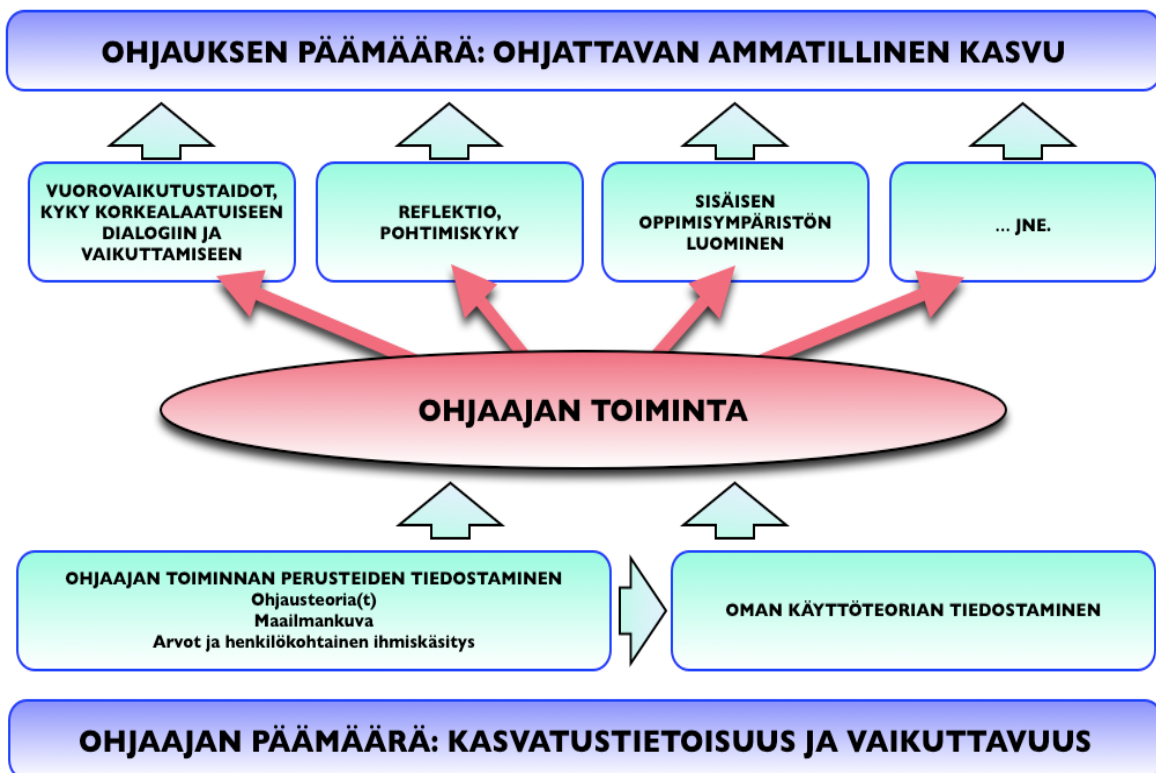 OHJAUKSEN PÄÄMÄÄRÄ: OHJATTAVAN AMMATILLINEN KASVU
VUOROVAIKUTUSTAIDOT,
KYKY KORKEALAATUISEEN
DIALOGIIN JA
VAIKUTTAMISEEN
REFLEKTIO,
POHTIMISKYKY
SISÄISEN
OPPIMISYMPÄRISTÖN
LUOMINEN
... JNE.
OHJAAJAN TOIMINTA
OHJAAJAN TOIMINNAN PERUSTEIDEN TIEDOSTAMINEN
Ohjausteoria(t)
Maailmankuva
Arvot ja henkilökohtainen ihmiskäsitys
OMAN KÄYTTÖTEORIAN TIEDOSTAMINEN
OHJAAJAN PÄÄMÄÄRÄ: KASVATUSTIETOISUUS JA VAIKUTTAVUUS